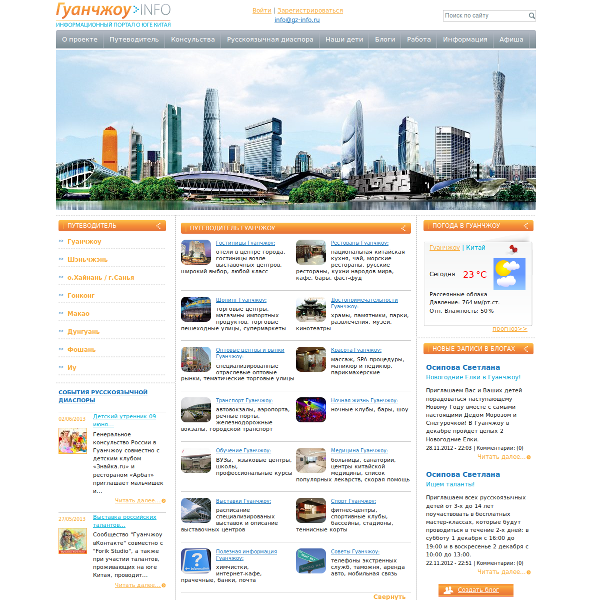 Гуанчжоу INFO
ИНФОРМАЦИОННЫЙ ПОРТАЛ О ЮГЕ КИТАЯ
Войти | Зарегистрироваться
info@gz-info.ru
Поиск по сайту
О проекте Путеводитель Консульства Русскоязычная диаспора Наши дети Блоги Работа Информация Афиша
ПУТЕВОДИТЕЛЬ
Гуанчжоу
Шэньчжэнь
о.Хайнань / г.Санья
Гонконг
Макао
Дунгуань
Фошань
Иу
СОБЫТИЯ РУССКОЯЗЫЧНОЙ
ДИАСПОРЫ
Детский утренник 09
июня
Генеральное
консульство России в
Гуанчжоу совместно с
детским клубом
«Знайка.ru» и
рестораном «Арбат»
приглашает малышей
и...
Читать далее...
27/05/2013
Выставка российских
талантов...
Сообщество "Гуанчжоу
вКонтакте" совместно с
"Forik Studio", а также
при участии талантов,
проживающих на юге
Китая, проводит...
Читать далее...
ПУТЕВОДИТЕЛЬ ГУАНЧЖОУ
Гостиницы Гуанчжоу:
отели в центре города,
гостиницы возле
выставочных центров,
широкий выбор, любой класс
Рестораны Гуанчжоу:
национальная китайская
кухня, чай, морские
рестораны, русские
рестораны, кухни народов мира,
кафе, бары, фаст-фуд
Шопинг Гуанчжоу:
торговые центры,
магазины импортных
продуктов, торговые
пешеходные улицы, супермаркеты
Достопримечательности
Гуанчжоу:
храмы, памятники, парки,
развлечения, музеи,
кинотеатры
Оптовые центры и рынки
Гуанчжоу:
специализированные
отраслевые оптовые
рынки, тематические торговые улицы
Красота Гуанчжоу:
массаж, SPA процедуры,
маникюр и педикюр,
парикмахерские
Транспорт Гуанчжоу:
автовокзалы, аэропорта,
речные порты,
железнодорожные
вокзалы, городской транспорт
Ночная жизнь Гуанчжоу:
ночные клубы, бары, шоу
Обучение Гуанчжоу:
ВУЗы, языковые центры,
школы,
профессиональные курсы
Медицина Гуанчжоу:
больницы, санатории,
центры китайской
медицины, список
популярных лекарств, скорая помощь
Выставки Гуанчжоу:
расписание
специализированых
выставок и описание
выставочных центров
Спорт Гуанчжоу:
фитнес-центры,
спортивные клубы,
бассейны, стадионы,
теннисные корты
Полезная информация
Гуанчжоу:
химчистки,
интернет-кафе,
прачечные, банки, почта
Советы Гуанчжоу:
телефоны экстренных
служб, таможня, аренда
авто, мобильная связь
Свернуть
ПОГОДА В ГУАНЧЖОУ
Гуанчжоу | Китай
Сегодня 23 °C
Рассеянные облака
Давление: 764 мм/рт.ст.
Отн. Влажность: 50%
прогноз>>
НОВЫЕ ЗАПИСИ В БЛОГАХ
Осипова Светлана
Новогодние Ёлки в Гуанчжоу!
Приглашаем Вас и Ваших детей
порадоваться наступающему
Новому Году вместе с самыми
настоящими Дедом Морозом и
Снегурочкой! В Гуанчжоу в
декабре пройдёт целых 2
Новогодние Ёлки.
28.11.2012 - 22:03 | Комментарии: (0)
Читать далее...
Осипова Светлана
Ищем таланты!
Приглашаем всех русскоязычных
детей от 3-х до 14 лет
поучаствовать в бесплатных
мастер-классах, которые будут
проводиться в течение 2-х дней: в
субботу 1 декабря с 16:00 до
19:00 и в воскресенье 2 декабря с
10:00 до 13:00.
22.11.2012 - 22:51 | Комментарии: (0)
Читать далее...
Создать блог